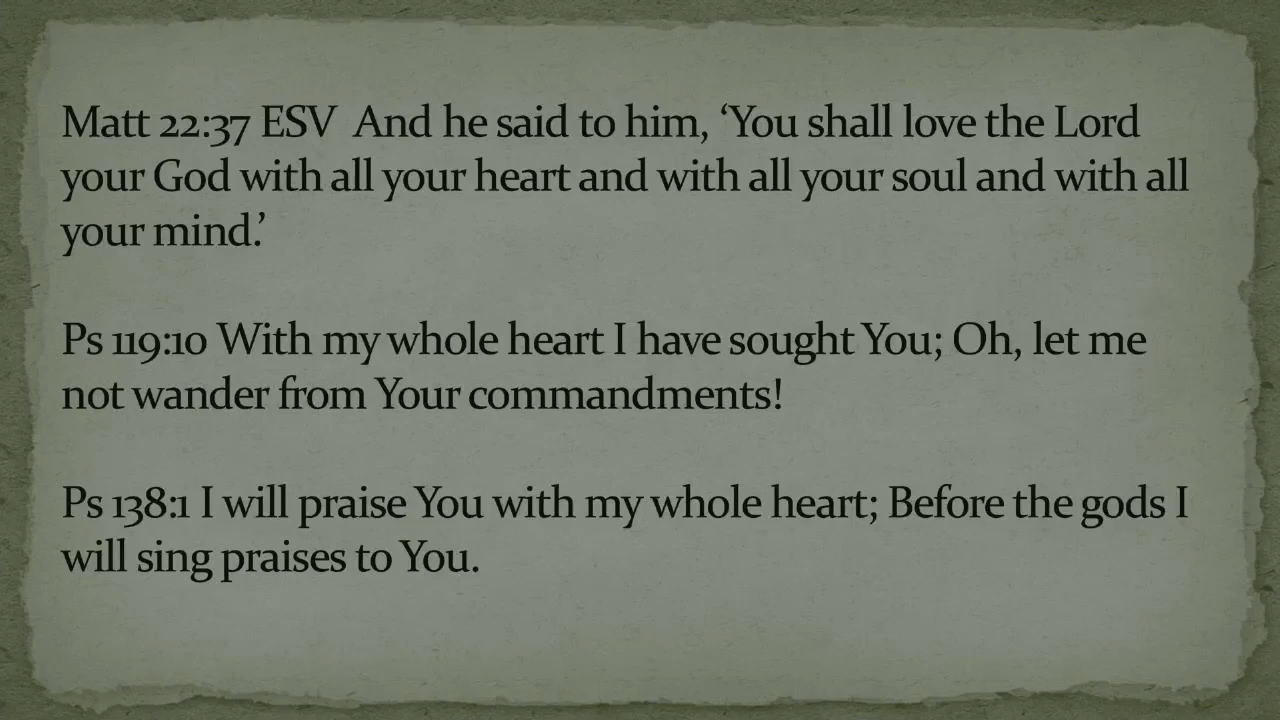 Matt 22:37 ESV  And he said to him, ‘You shall love the Lord
your God with all your heart and with all your soul and with all
your mind.’
Ps 119:10 With my whole heart I have sought You; Oh, let me
not wander from Your commandments!
Ps 138:1 I will praise You with my whole heart; Before the gods I
will sing praises to You.